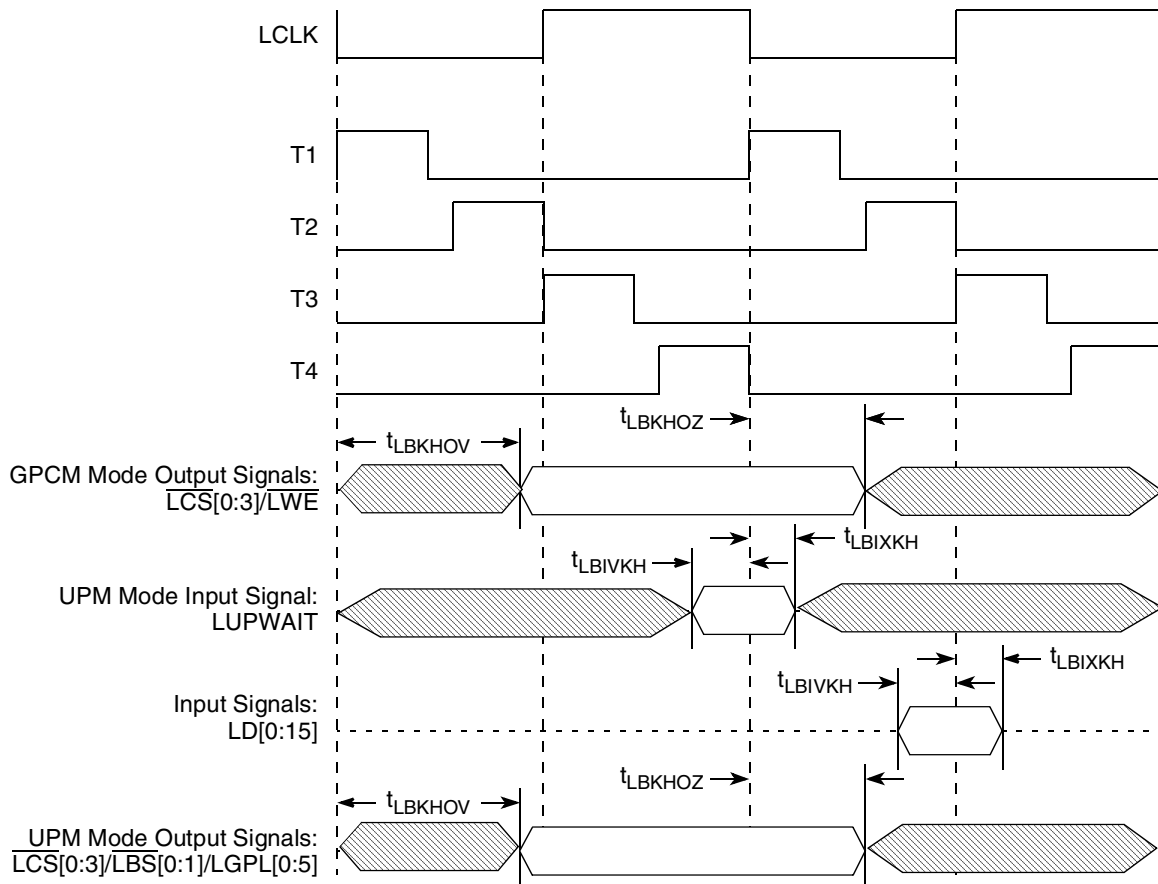 LCLK
T1
T2
T3
T4
tLBKHOZ
tLBKHOV
GPCM Mode Output Signals:
LCS[0:3]/LWE
tLBIXKH
tLBIVKH
UPM Mode Input Signal:
LUPWAIT
tLBIXKH
tLBIVKH
Input Signals:
LD[0:15]
tLBKHOZ
tLBKHOV
UPM Mode Output Signals:
LCS[0:3]/LBS[0:1]/LGPL[0:5]